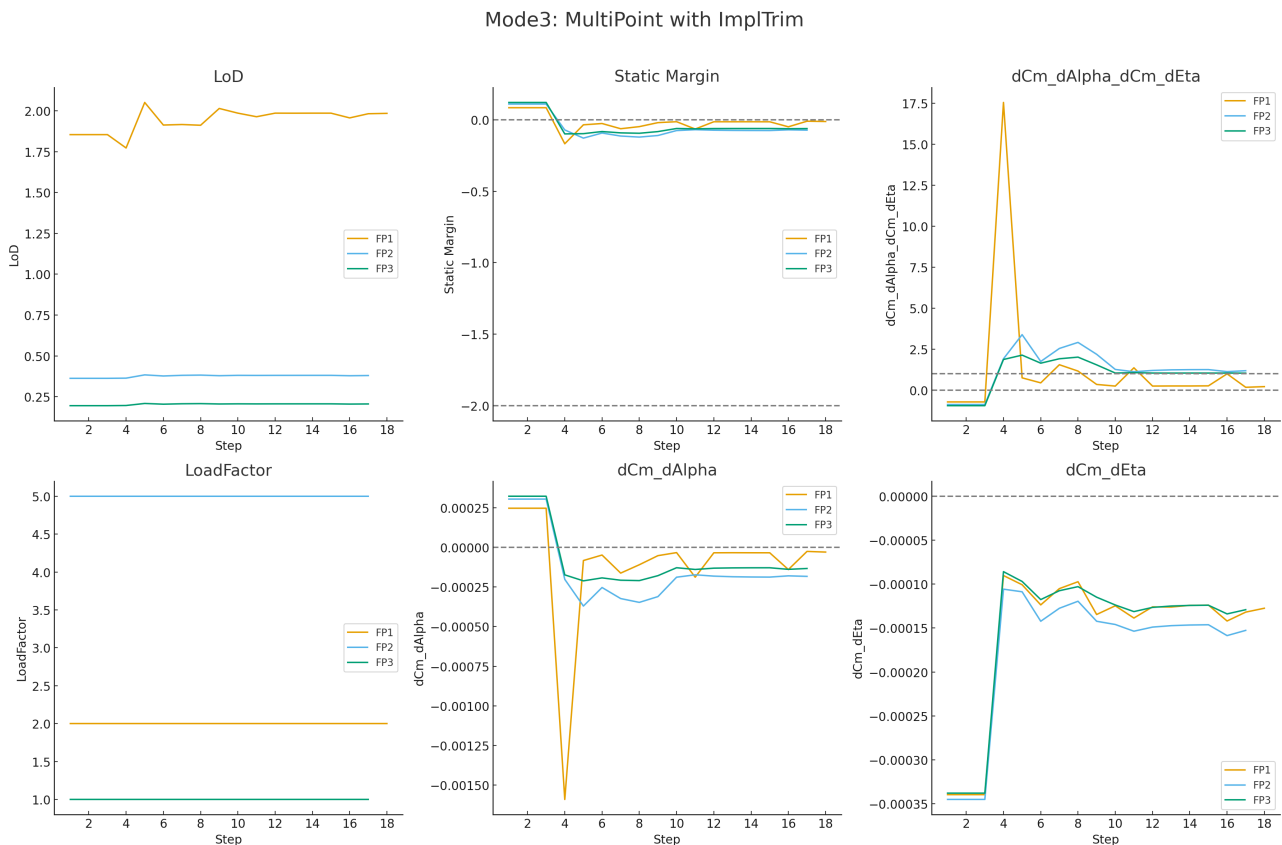 Mode3: MultiPoint with ImplTrim
LoD
LoD
2.00
1.75
1.50
1.25
1.00
0.75
0.50
0.25
2 4 6 8 10 12 14 16 18
Step
FP1
FP2
FP3
Static Margin
Static Margin
0.0
−0.5
−1.0
−1.5
−2.0
2 4 6 8 10 12 14 16 18
Step
FP1
FP2
FP3
dCm_dAlpha_dCm_dEta
dCm_dAlpha_dCm_dEta
17.5
15.0
12.5
10.0
7.5
5.0
2.5
0.0
2 4 6 8 10 12 14 16 18
Step
FP1
FP2
FP3
LoadFactor
LoadFactor
5.0
4.5
4.0
3.5
3.0
2.5
2.0
1.5
1.0
2 4 6 8 10 12 14 16 18
Step
FP1
FP2
FP3
dCm_dAlpha
dCm_dAlpha
0.00025
0.00000
−0.00025
−0.00050
−0.00075
−0.00100
−0.00125
−0.00150
2 4 6 8 10 12 14 16 18
Step
FP1
FP2
FP3
dCm_dEta
dCm_dEta
0.00000
−0.00005
−0.00010
−0.00015
−0.00020
−0.00025
−0.00030
−0.00035
2 4 6 8 10 12 14 16 18
Step
FP1
FP2
FP3